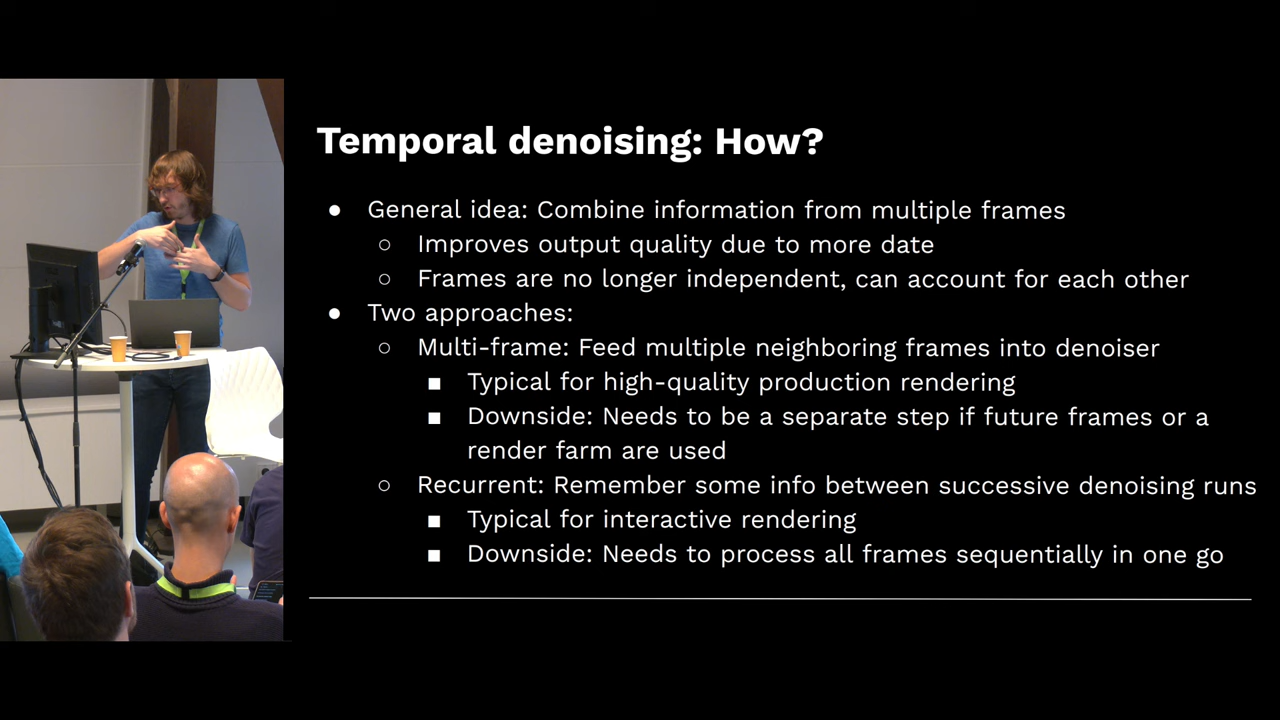 Temporal denoising: How?
● General idea: Combine information from multiple frames
○ Improves output quality due to more date
○ Frames are no longer independent, can account for each other
● Two approaches:
○ Multi-frame: Feed multiple neighboring frames into denoiser
■ Typical for high-quality production rendering
■ Downside: Needs to be a separate step if future frames or a
render farm are used
○ Recurrent: Remember some info between successive denoising runs
■ Typical for interactive rendering
■ Downside: Needs to process all frames sequentially in one go